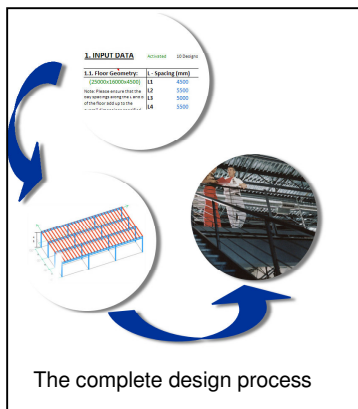 1. INPUT DATA Activated 10 Designs
1.1. Floor Geometry: L - Spacing (mm)
(25000x16000x4500) L1 4500
Note: Please ensure that the L2 5500
bay spacings along the L and B L3 5000
of the floor add up to the L4 5500
The complete design process